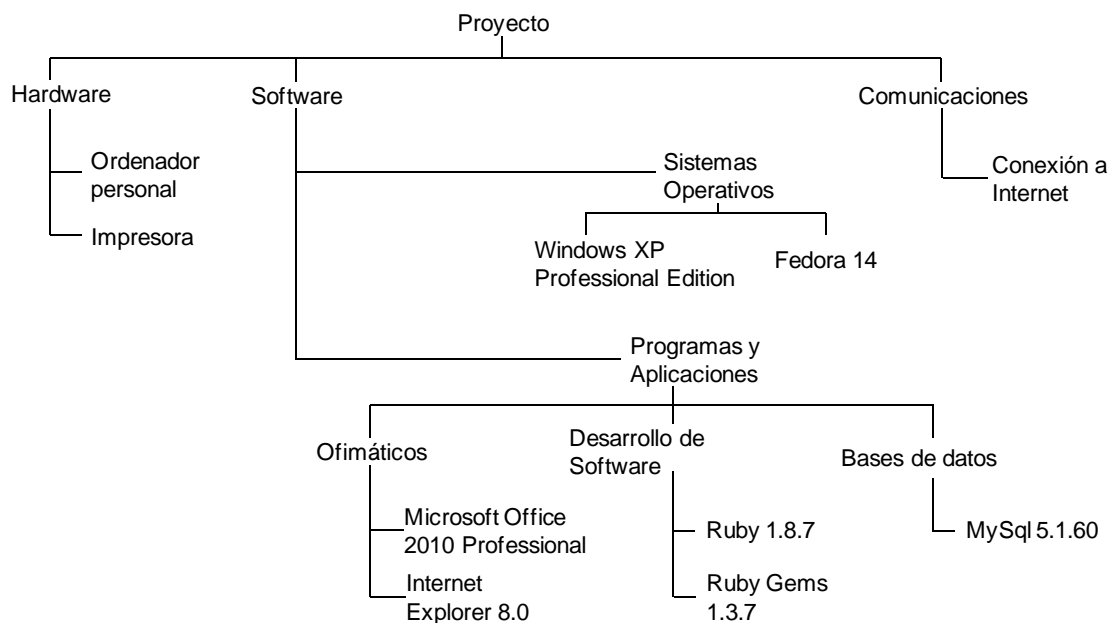 Proyecto
Hardware
Software
Comunicaciones
Ordenador
personal
Impresora
Sistemas
Operativos
Conexión a
Internet
Windows XP
Professional Edition
Fedora 14
Programas y
Aplicaciones
Ofimáticos
Desarrollo de
Software
Bases de datos
Microsoft Office
2010 Professional
Internet
Explorer 8.0
Ruby 1.8.7
Ruby Gems
1.3.7
MySql 5.1.60